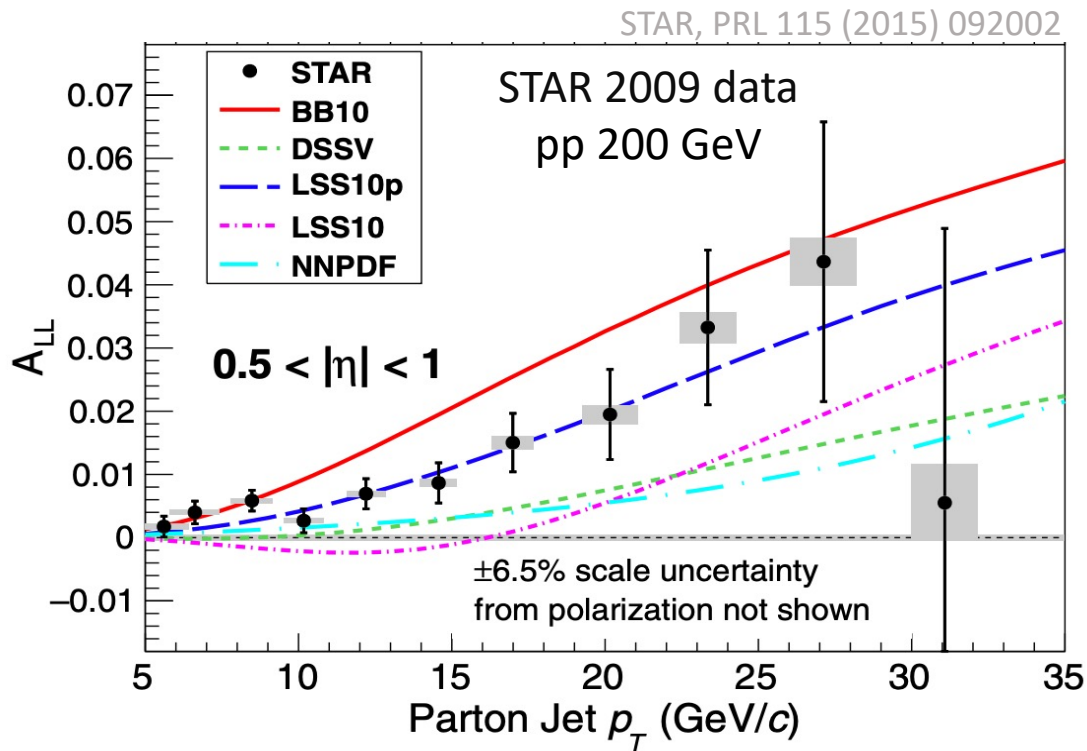 STAR, PRL 115 (2015) 092002
STAR
BB10
DSSV
LSS10p
LSS10
NNPDF
STAR 2009 data
pp 200 GeV
0.5 < |η| < 1
±6.5% scale uncertainty
from polarization not shown
A_LL
0.07
0.06
0.05
0.04
0.03
0.02
0.01
0
−0.01
5 10 15 20 25 30 35
Parton Jet p_T (GeV/c)